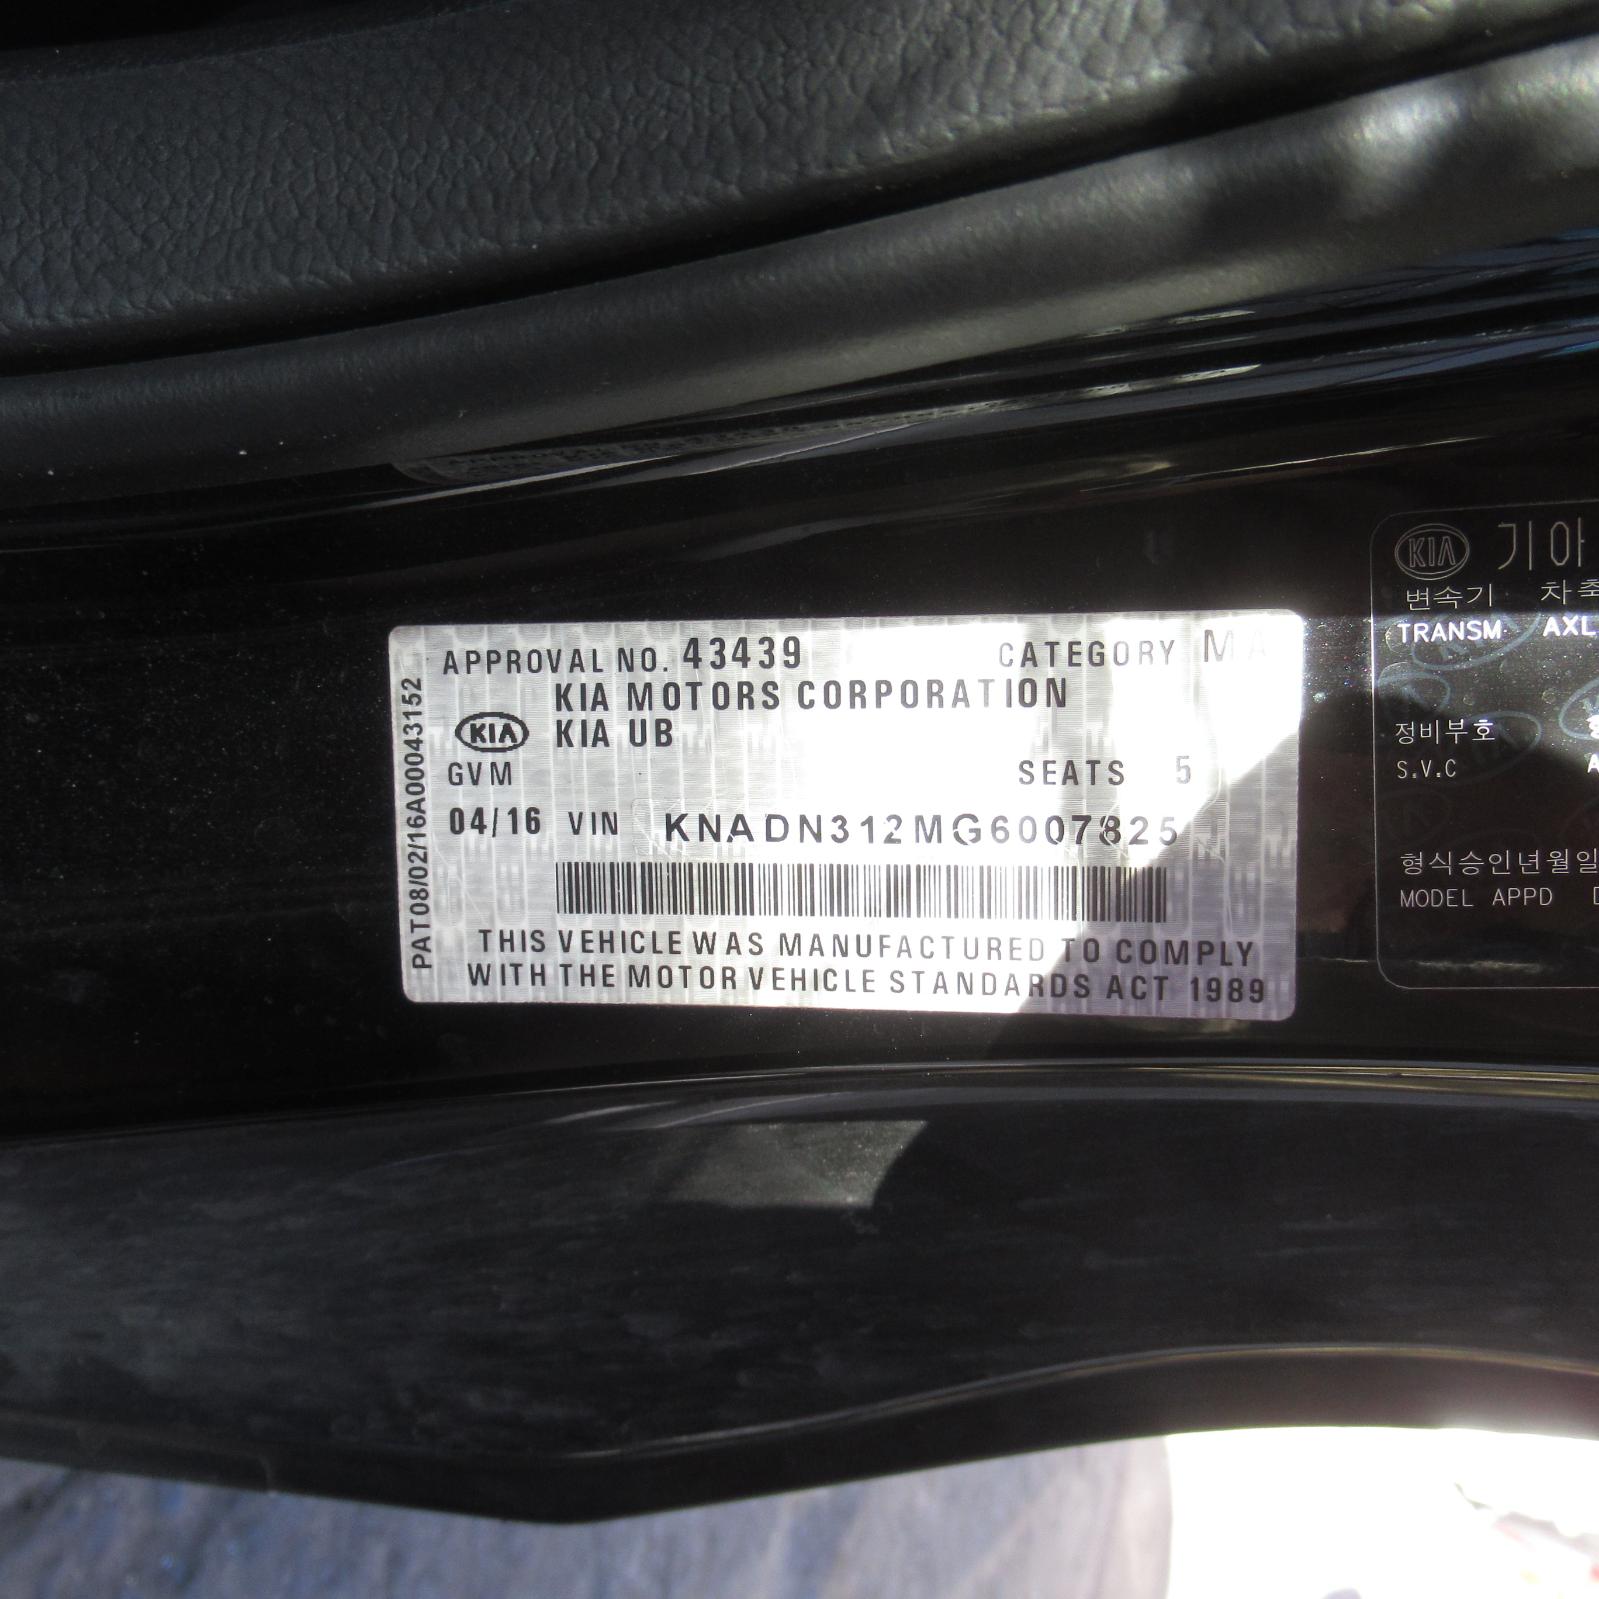 APPROVAL NO. 43439 CATEGORY MA
KIA MOTORS CORPORATION
KIA KIA UB
GVM SEATS 5
04/16 VIN KNADN312MG6007825
THIS VEHICLE WAS MANUFACTURED TO COMPLY
WITH THE MOTOR VEHICLE STANDARDS ACT 1989
PAT08/02/16A00043152
KIA 기아
변속기 차축
TRANSM AXL
정비부호
S.V.C A
형식승인년월일
MODEL APPD D